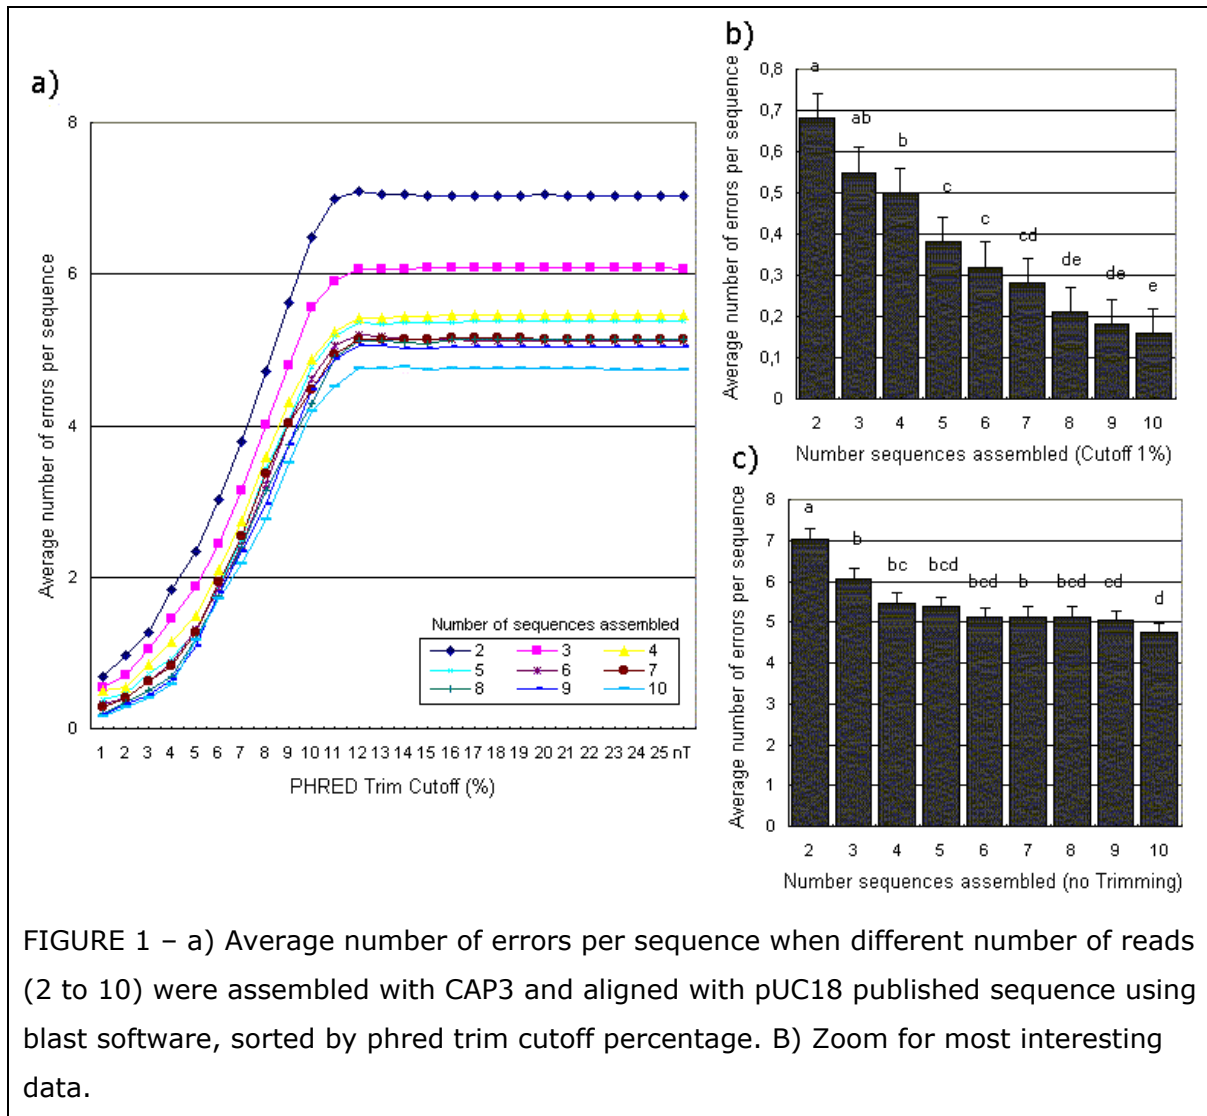 a)
8
6
4
2
0
Average number of errors per sequence
1 2 3 4 5 6 7 8 9 10 11 12 13 14 15 16 17 18 19 20 21 22 23 24 25 nT
PHRED Trim Cutoff (%)
Number of sequences assembled
2 3 4
5 6 7
8 9 10
b)
0,8
0,7
0,6
0,5
0,4
0,3
0,2
0,1
0
Average number of errors per sequence
a ab b c c cd de de e
2 3 4 5 6 7 8 9 10
Number sequences assembled (Cutoff 1%)
c)
8
7
6
5
4
3
2
1
0
Average number of errors per sequence
a b bc bcd bcd b bcd cd d
2 3 4 5 6 7 8 9 10
Number sequences assembled (no Trimming)
FIGURE 1 – a) Average number of errors per sequence when different number of reads
(2 to 10) were assembled with CAP3 and aligned with pUC18 published sequence using
blast software, sorted by phred trim cutoff percentage. B) Zoom for most interesting
data.